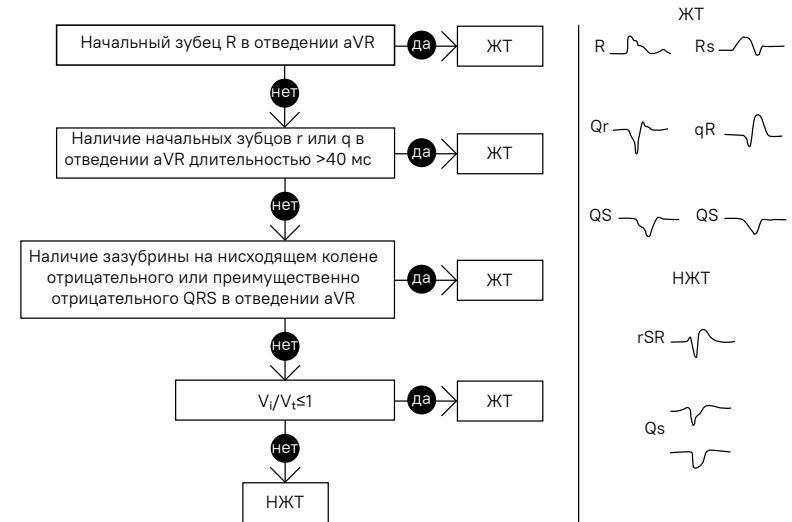 Начальный зубец R в отведении aVR
да
ЖТ
нет
Наличие начальных зубцов r или q в
отведении aVR длительностью >40 мс
да
ЖТ
нет
Наличие зазубрины на нисходящем колене
отрицательного или преимущественно
отрицательного QRS в отведении aVR
да
ЖТ
нет
Vᵢ/Vₜ≤1
да
ЖТ
нет
НЖТ
ЖТ
R
Rs
Qr
qR
QS
QS
НЖТ
rSR
Qs